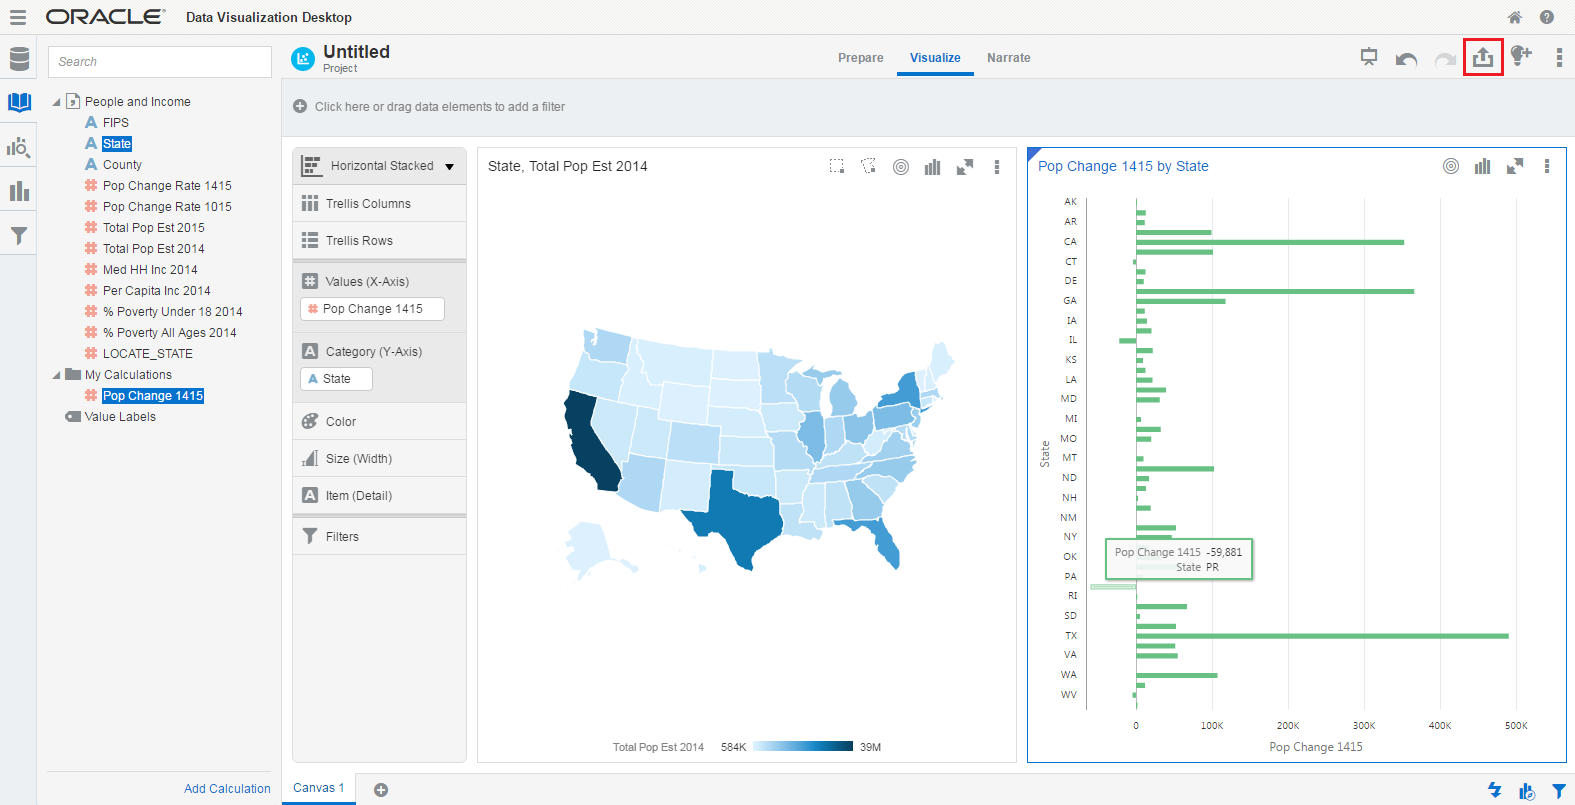 ORACLE® Data Visualization Desktop
Search
Untitled
Project
Prepare
Visualize
Narrate
People and Income
A FIPS
A State
A County
# Pop Change Rate 1415
# Pop Change Rate 1015
# Total Pop Est 2015
# Total Pop Est 2014
# Med HH Inc 2014
# Per Capita Inc 2014
# % Poverty Under 18 2014
# % Poverty All Ages 2014
# LOCATE_STATE
My Calculations
# Pop Change 1415
Value Labels
Add Calculation
Click here or drag data elements to add a filter
Horizontal Stacked
Trellis Columns
Trellis Rows
# Values (X-Axis)
# Pop Change 1415
A Category (Y-Axis)
A State
Color
Size (Width)
A Item (Detail)
Filters
State, Total Pop Est 2014
Total Pop Est 2014 584K 39M
Pop Change 1415 by State
State
AK
AR
CA
CT
DE
GA
IA
IL
KS
LA
MD
MI
MO
MT
ND
NH
NM
NY
OK
PA
RI
SD
TX
VA
WA
WV
Pop Change 1415 -59,881
State PR
0 100K 200K 300K 400K 500K
Pop Change 1415
Canvas 1